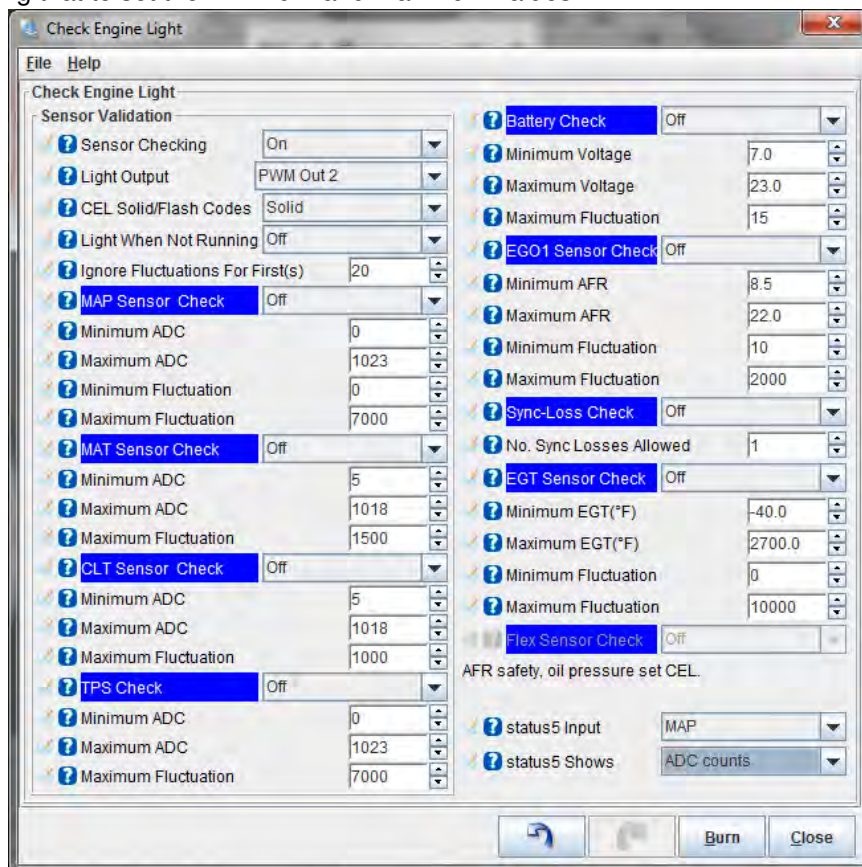 Check Engine Light
File Help
Check Engine Light
Sensor Validation
Sensor Checking On
Light Output PWM Out 2
CEL Solid/Flash Codes Solid
Light When Not Running Off
Ignore Fluctuations For First(s) 20
MAP Sensor Check Off
Minimum ADC 0
Maximum ADC 1023
Minimum Fluctuation 0
Maximum Fluctuation 7000
MAT Sensor Check Off
Minimum ADC 5
Maximum ADC 1018
Maximum Fluctuation 1500
CLT Sensor Check Off
Minimum ADC 5
Maximum ADC 1018
Maximum Fluctuation 1000
TPS Check Off
Minimum ADC 0
Maximum ADC 1023
Maximum Fluctuation 7000
Battery Check Off
Minimum Voltage 7.0
Maximum Voltage 23.0
Maximum Fluctuation 15
EGO1 Sensor Check Off
Minimum AFR 8.5
Maximum AFR 22.0
Minimum Fluctuation 10
Maximum Fluctuation 2000
Sync-Loss Check Off
No. Sync Losses Allowed 1
EGT Sensor Check Off
Minimum EGT(°F) -40.0
Maximum EGT(°F) 2700.0
Minimum Fluctuation 0
Maximum Fluctuation 10000
Flex Sensor Check Off
AFR safety, oil pressure set CEL.
status5 Input MAP
status5 Shows ADC counts
Burn Close